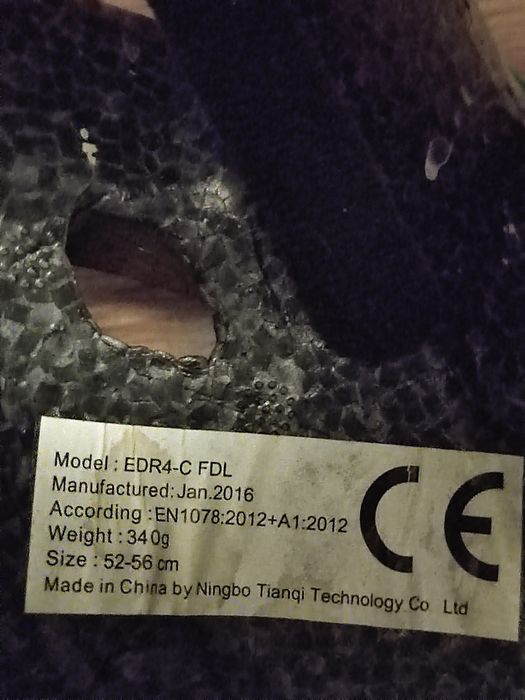 Model : EDR4-C FDL
Manufactured: Jan.2016
According :EN1078:2012+A1:2012
Weight : 340g
Size : 52-56 cm
Made in China by Ningbo Tianqi Technology Co Ltd
CE